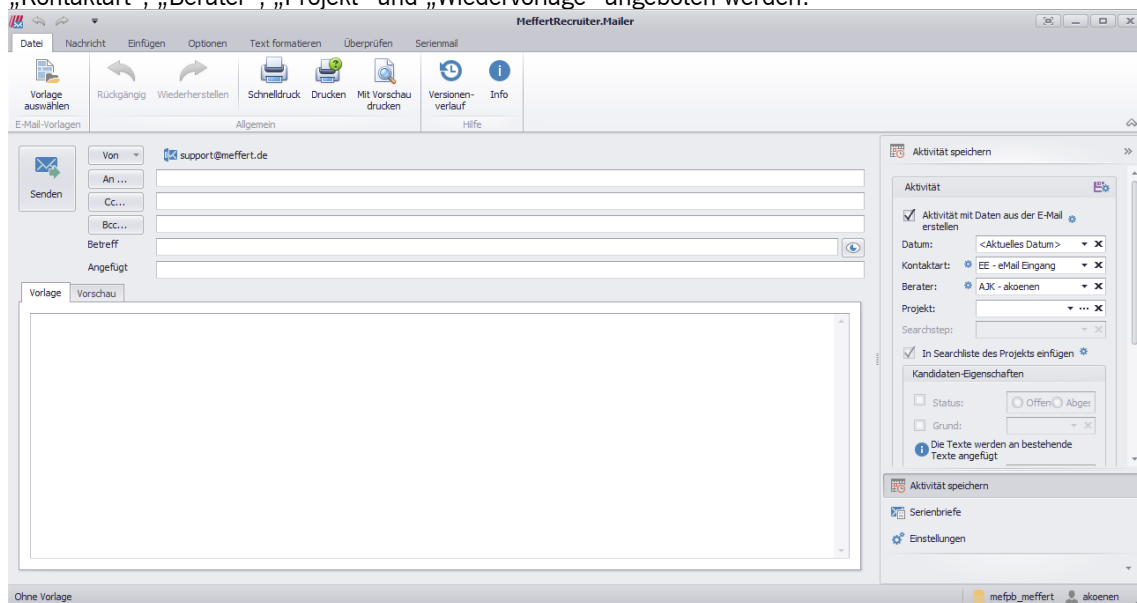 „Kontaktart“, „Berater“, „Projekt“ und „Wiedervorlage“ angeboten werden.
MeffertRecruiter.Mailer
Datei Nachricht Einfügen Optionen Text formatieren Überprüfen Serienmail
Vorlage auswählen
Rückgängig Wiederherstellen
Schnelldruck Drucken Mit Vorschau drucken
Versionen-verlauf Info
E-Mail-Vorlagen Allgemein Hilfe
Senden
Von support@meffert.de
An ...
Cc...
Bcc...
Betreff
Angefügt
Vorlage Vorschau
Aktivität speichern
Aktivität
Aktivität mit Daten aus der E-Mail
erstellen
Datum: <Aktuelles Datum>
Kontaktart: EE - eMail Eingang
Berater: AJK - akoenen
Projekt:
Searchstep:
In Searchliste des Projekts einfügen
Kandidaten-Eigenschaften
Status: Offen Abges
Grund:
Die Texte werden an bestehende
Texte angefügt
Aktivität speichern
Serienbriefe
Einstellungen
Ohne Vorlage mefpb_meffert akoenen